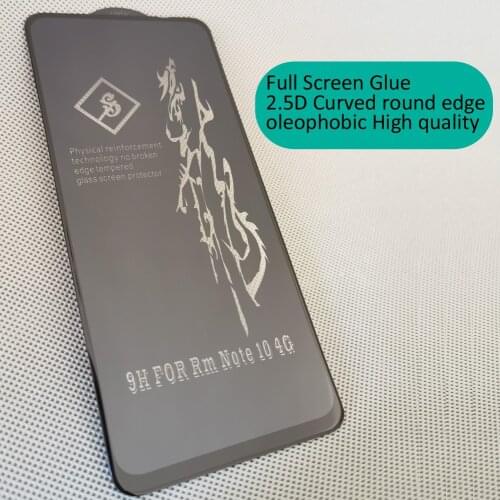 Full Screen Glue
2.5D Curved round edge
oleophobic High quality
Physical reinforcement
technology no broken
edge tempered
glass screen protector
9H FOR Rm Note 10 4G